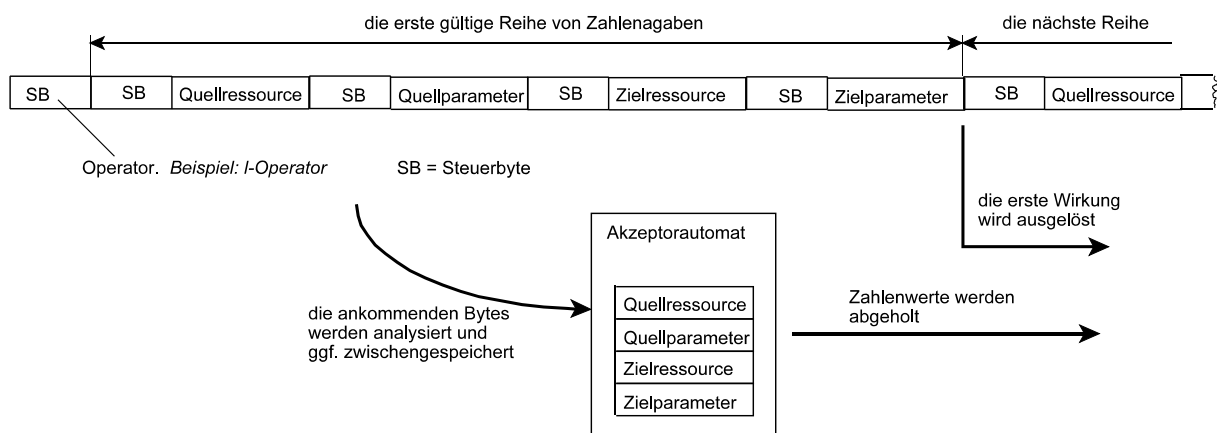 die erste gültige Reihe von Zahlenagaben
die nächste Reihe
SB SB Quellressource SB Quellparameter SB Zielressource SB Zielparameter SB Quellressource
Operator. Beispiel: l-Operator
SB = Steuerbyte
die erste Wirkung
wird ausgelöst
Akzeptorautomat
die ankommenden Bytes
werden analysiert und
ggf. zwischengespeichert
Quellressource
Quellparameter
Zielressource
Zielparameter
Zahlenwerte werden
abgeholt